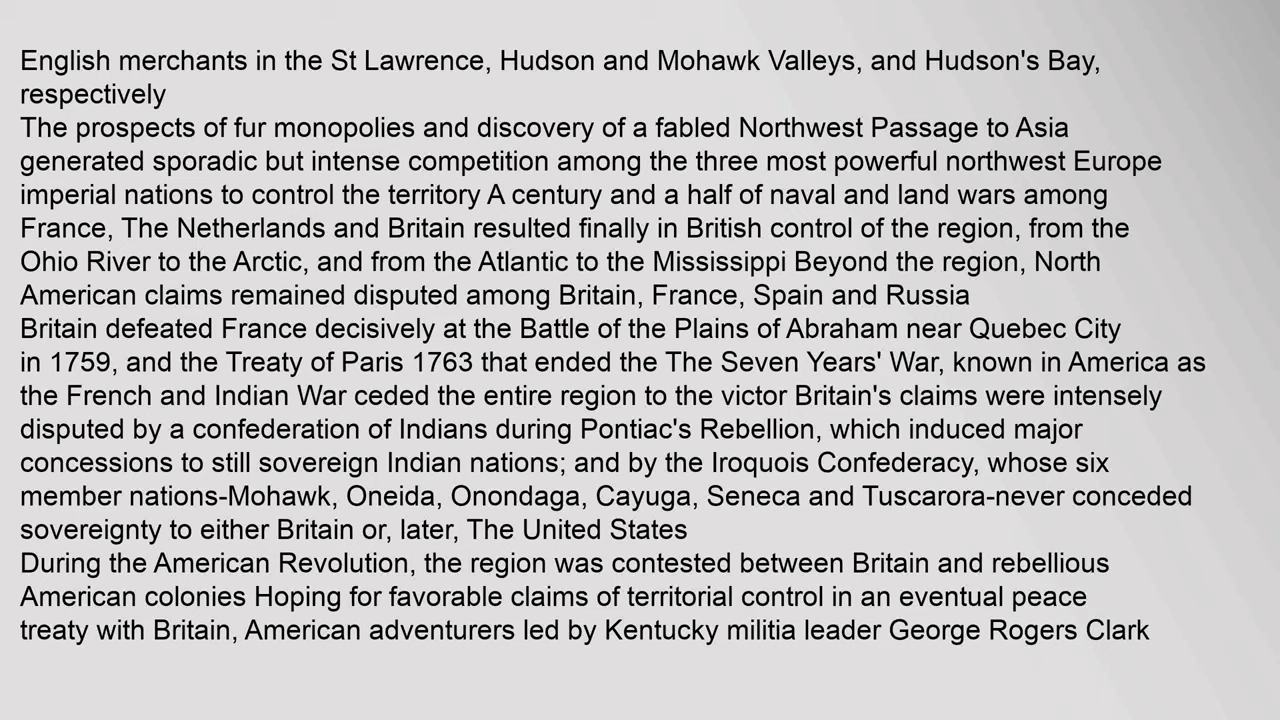 English merchants in the St Lawrence, Hudson and Mohawk Valleys, and Hudson's Bay,
respectively
The prospects of fur monopolies and discovery of a fabled Northwest Passage to Asia
generated sporadic but intense competition among the three most powerful northwest Europe
imperial nations to control the territory A century and a half of naval and land wars among
France, The Netherlands and Britain resulted finally in British control of the region, from the
Ohio River to the Arctic, and from the Atlantic to the Mississippi Beyond the region, North
American claims remained disputed among Britain, France, Spain and Russia
Britain defeated France decisively at the Battle of the Plains of Abraham near Quebec City
in 1759, and the Treaty of Paris 1763 that ended the The Seven Years' War, known in America as
the French and Indian War ceded the entire region to the victor Britain's claims were intensely
disputed by a confederation of Indians during Pontiac's Rebellion, which induced major
concessions to still sovereign Indian nations; and by the Iroquois Confederacy, whose six
member nations-Mohawk, Oneida, Onondaga, Cayuga, Seneca and Tuscarora-never conceded
sovereignty to either Britain or, later, The United States
During the American Revolution, the region was contested between Britain and rebellious
American colonies Hoping for favorable claims of territorial control in an eventual peace
treaty with Britain, American adventurers led by Kentucky militia leader George Rogers Clark